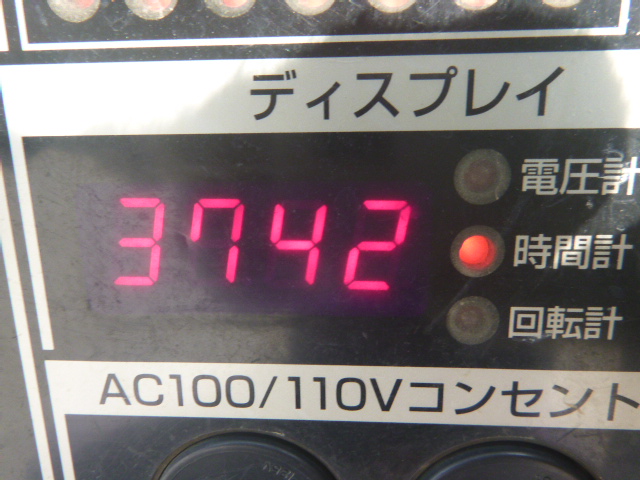 ディスプレイ
電圧計
3742
時間計
回転計
AC100/110Vコンセント